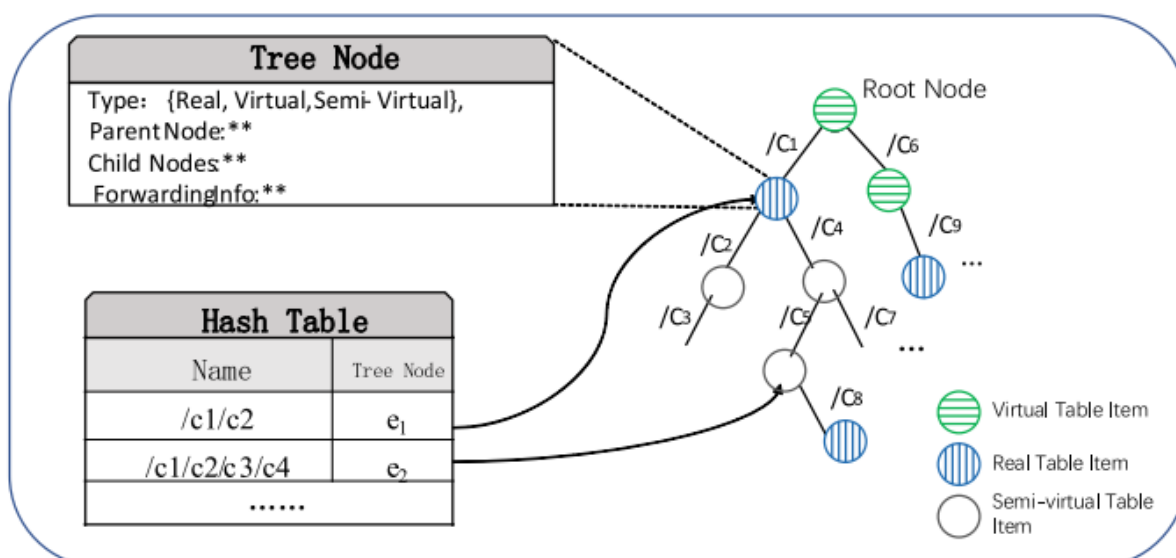 Tree Node
Type: {Real, Virtual,Semi- Virtual},
Parent Node:**
Child Nodes:**
ForwardingInfo:**
Root Node
/C1
/C6
/C2
/C4
/C9
...
/C3
/C5
/C7
...
/C8
Hash Table
Name Tree Node
/c1/c2 e1
/c1/c2/c3/c4 e2
......
Virtual Table Item
Real Table Item
Semi-virtual Table
Item